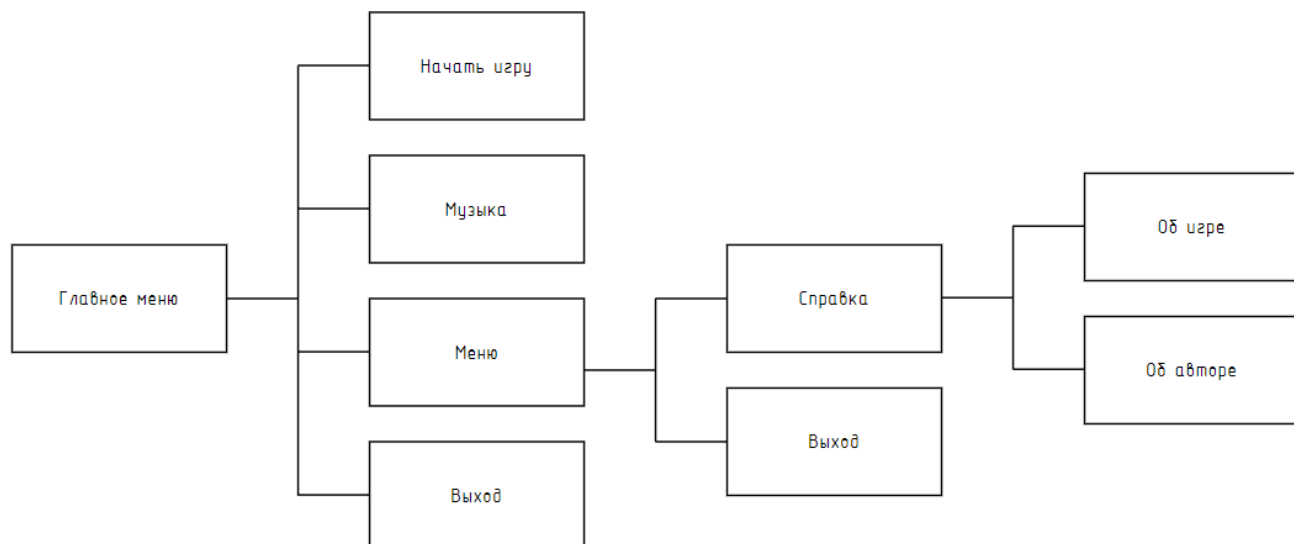 Главное меню
Начать игру
Музыка
Меню
Выход
Справка
Выход
Об игре
Об авторе